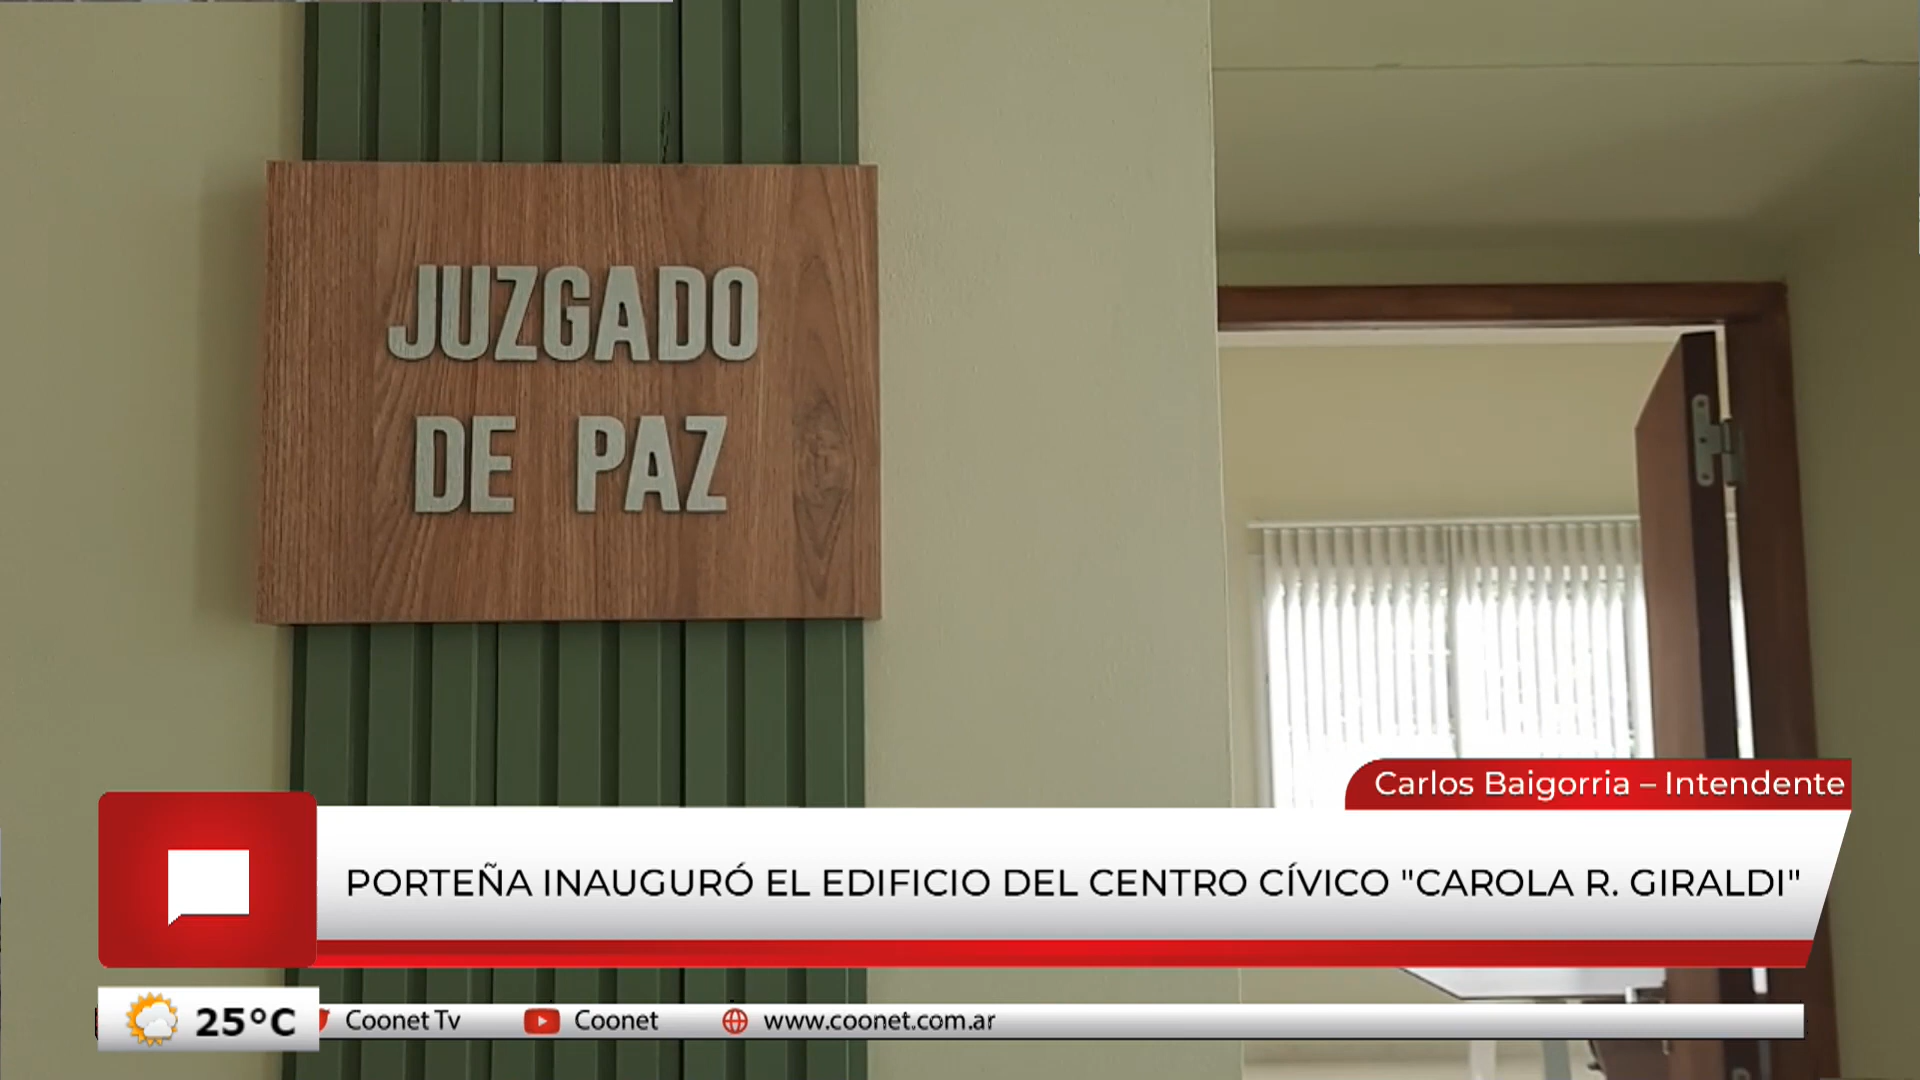 JUZGADO
DE PAZ
Carlos Baigorria – Intendente
PORTEÑA INAUGURÓ EL EDIFICIO DEL CENTRO CÍVICO "CAROLA R. GIRALDI"
25°C
Coonet Tv
Coonet
www.coonet.com.ar